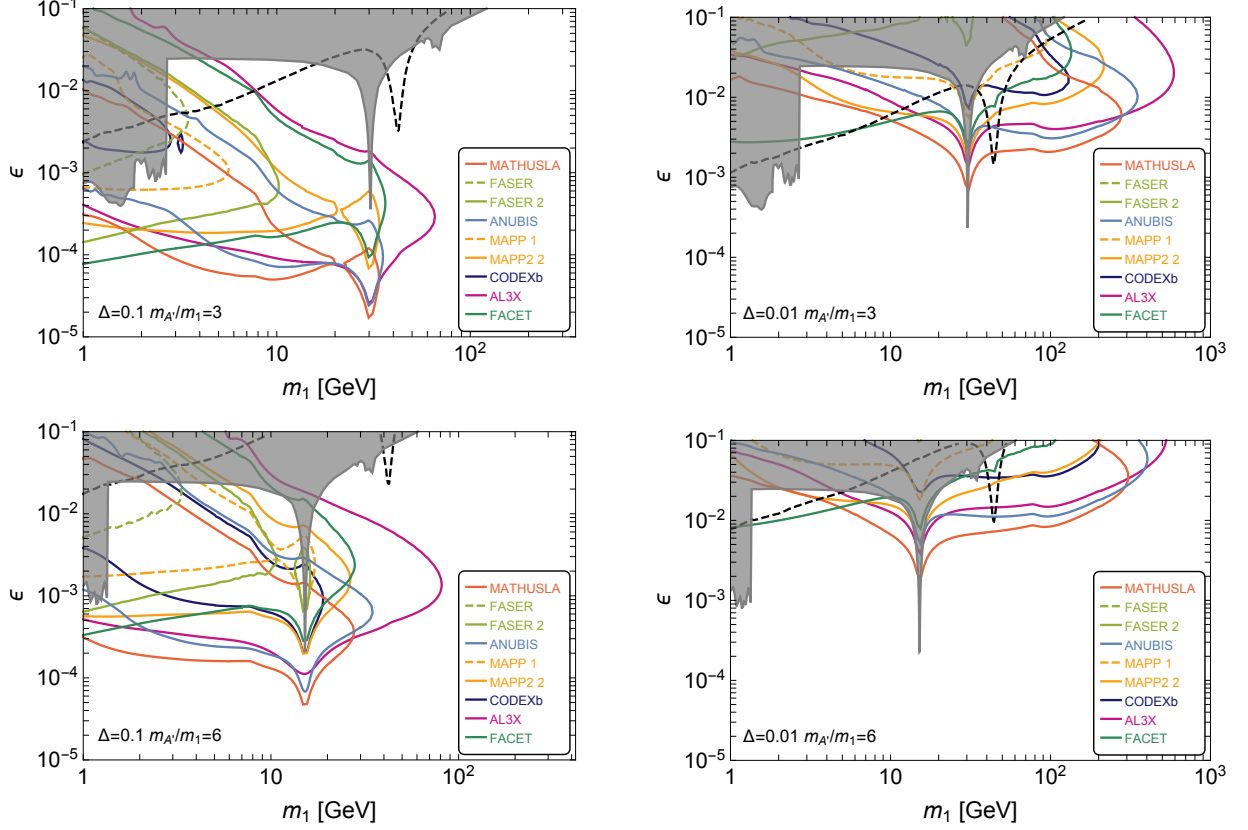 10⁻¹
10⁻²
10⁻³
10⁻⁴
10⁻⁵
ϵ
1
10
10²
m₁ [GeV]
Δ=0.1 m_A'/m₁=3
MATHUSLA
FASER
FASER 2
ANUBIS
MAPP 1
MAPP2 2
CODEXb
AL3X
FACET
10⁻¹
10⁻²
10⁻³
10⁻⁴
10⁻⁵
ϵ
1
10
10²
10³
m₁ [GeV]
Δ=0.01 m_A'/m₁=3
MATHUSLA
FASER
FASER 2
ANUBIS
MAPP 1
MAPP2 2
CODEXb
AL3X
FACET
10⁻¹
10⁻²
10⁻³
10⁻⁴
10⁻⁵
ϵ
1
10
10²
m₁ [GeV]
Δ=0.1 m_A'/m₁=6
MATHUSLA
FASER
FASER 2
ANUBIS
MAPP 1
MAPP2 2
CODEXb
AL3X
FACET
10⁻¹
10⁻²
10⁻³
10⁻⁴
10⁻⁵
ϵ
1
10
10²
10³
m₁ [GeV]
Δ=0.01 m_A'/m₁=6
MATHUSLA
FASER
FASER 2
ANUBIS
MAPP 1
MAPP2 2
CODEXb
AL3X
FACET